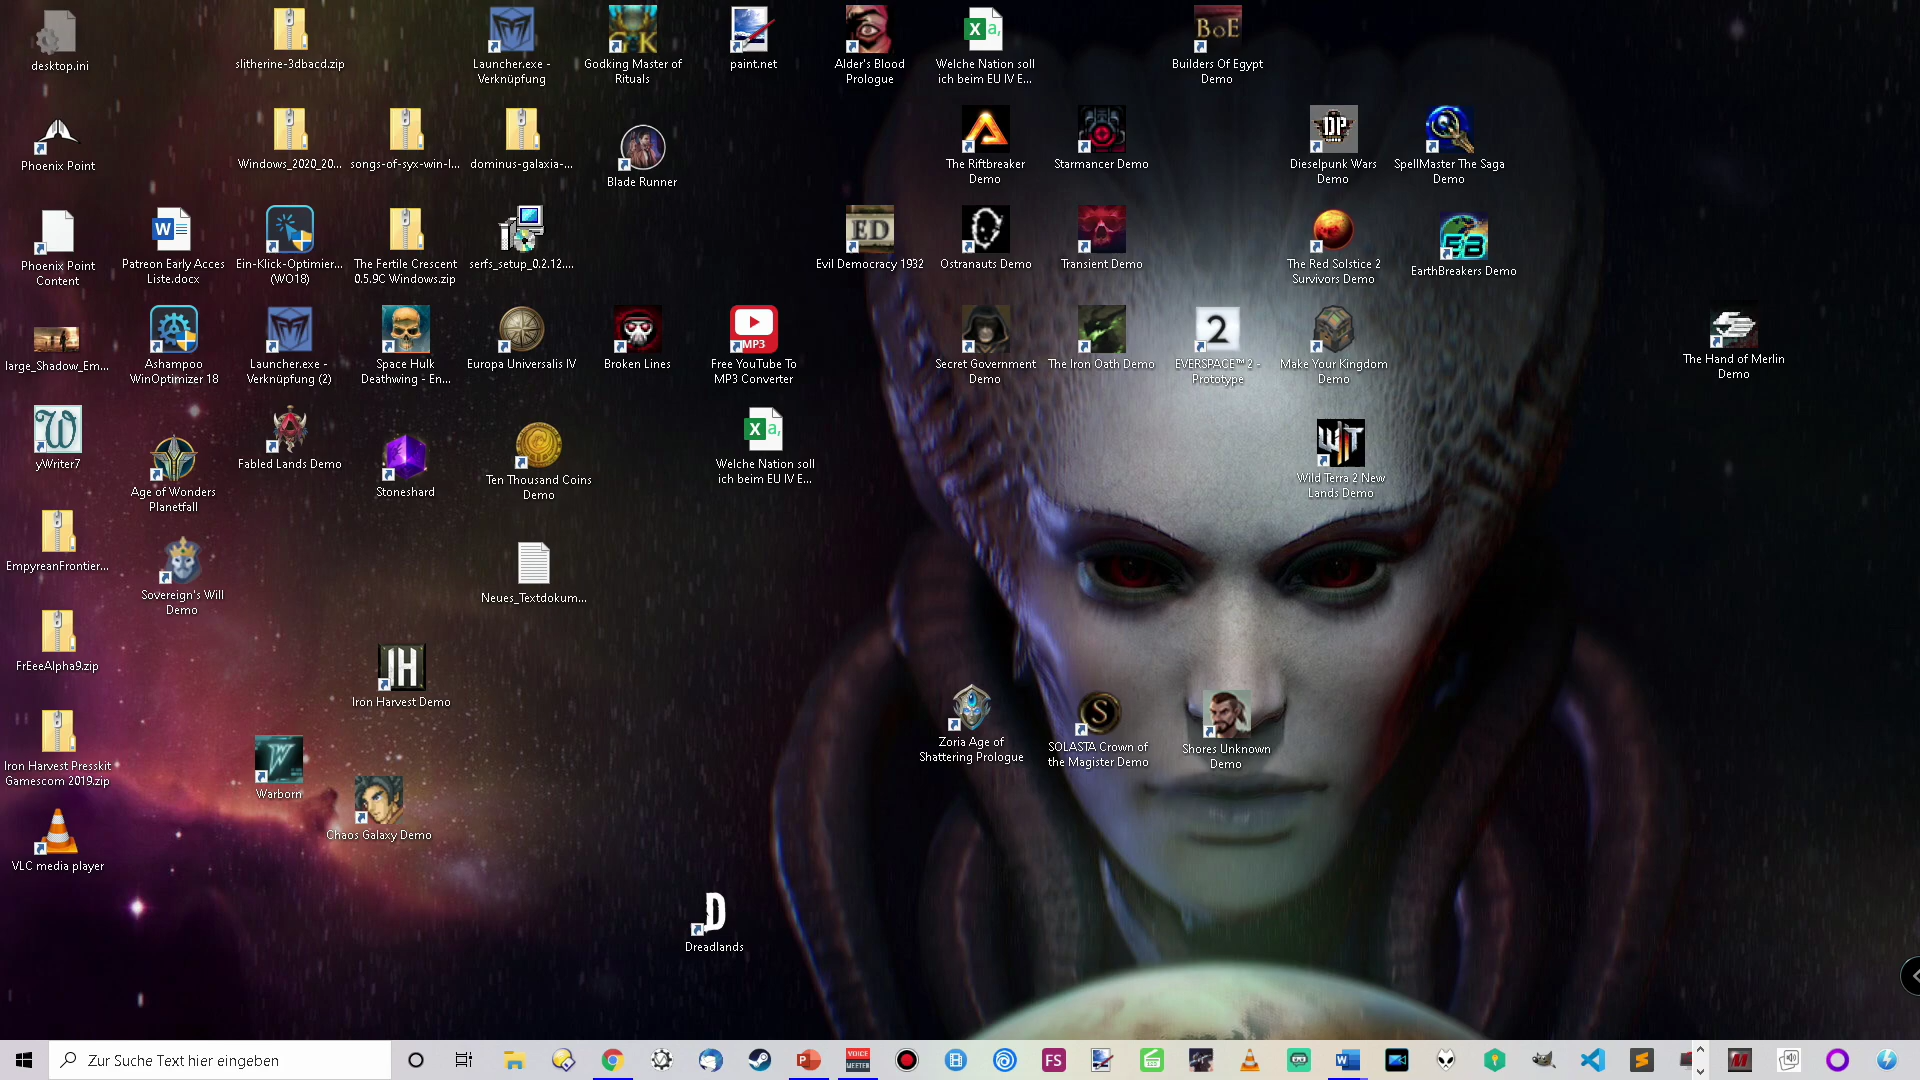 desktop.ini
slitherine-3dbacd.zip
Launcher.exe -
Verknüpfung
Godking Master of
Rituals
paint.net
Alder's Blood
Prologue
Welche Nation soll
ich beim EU IV E...
Builders Of Egypt
Demo
Phoenix Point
Windows_2020_20...
songs-of-syx-win-l...
dominus-galaxia-...
Blade Runner
The Riftbreaker
Demo
Starmancer Demo
Dieselpunk Wars
Demo
SpellMaster The Saga
Demo
Phoenix Point
Content
Patreon Early Acces
Liste.docx
Ein-Klick-Optimier...
(WO18)
The Fertile Crescent
0.5.9C Windows.zip
serfs_setup_0.2.12....
Evil Democracy 1932
Ostranauts Demo
Transient Demo
The Red Solstice 2
Survivors Demo
EarthBreakers Demo
large_Shadow_Em...
Ashampoo
WinOptimizer 18
Launcher.exe -
Verknüpfung (2)
Space Hulk
Deathwing - En...
Europa Universalis IV
Broken Lines
MP3
Free YouTube To
MP3 Converter
Secret Government
Demo
The Iron Oath Demo
2
EVERSPACE™ 2 -
Prototype
Make Your Kingdom
Demo
The Hand of Merlin
Demo
yWriter7
Age of Wonders
Planetfall
Fabled Lands Demo
Stoneshard
Ten Thousand Coins
Demo
Welche Nation soll
ich beim EU IV E...
Wild Terra 2 New
Lands Demo
EmpyreanFrontier...
Sovereign's Will
Demo
Neues_Textdokum...
FrEeeAlpha9.zip
IH
Iron Harvest Demo
Zoria Age of
Shattering Prologue
SOLASTA Crown of
the Magister Demo
Shores Unknown
Demo
Iron Harvest Presskit
Gamescom 2019.zip
Warborn
Chaos Galaxy Demo
VLC media player
D
Dreadlands
Zur Suche Text hier eingeben
VOICE
MEETER
FS